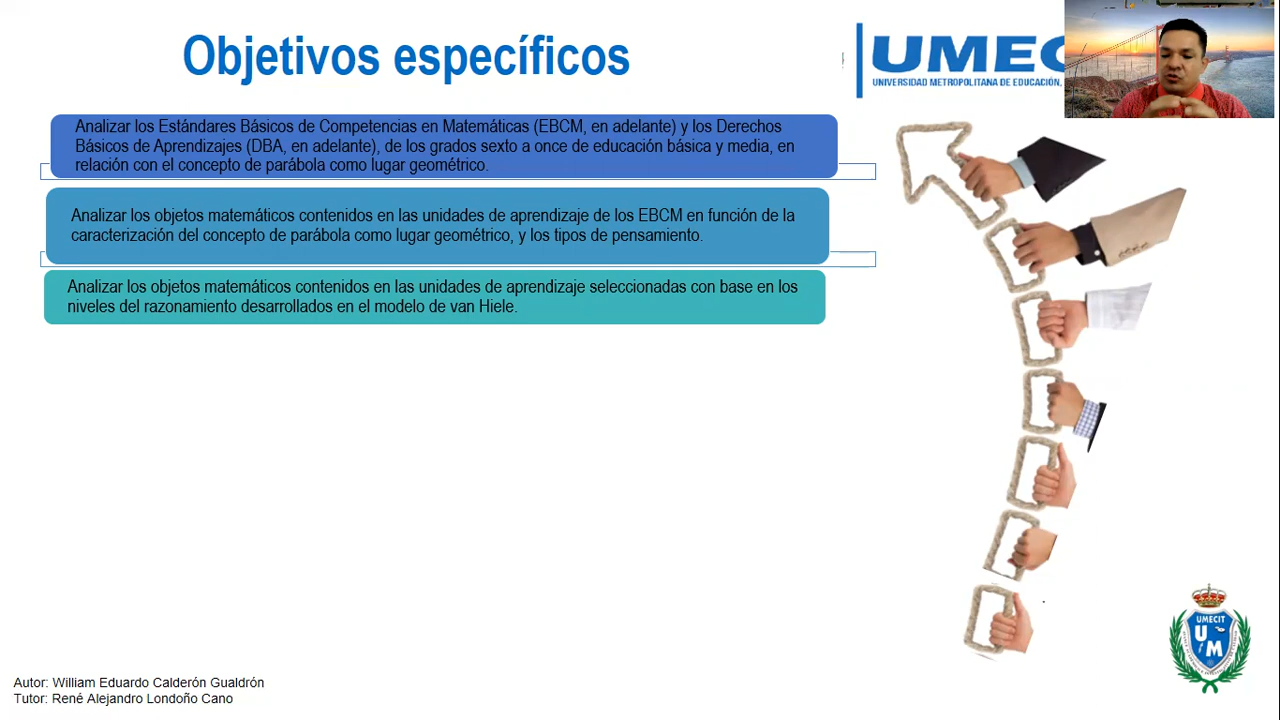 Objetivos específicos
UMEC
UNIVERSIDAD METROPOLITANA DE EDUCACIÓN,
Analizar los Estándares Básicos de Competencias en Matemáticas (EBCM, en adelante) y los Derechos
Básicos de Aprendizajes (DBA, en adelante), de los grados sexto a once de educación básica y media, en
relación con el concepto de parábola como lugar geométrico.
Analizar los objetos matemáticos contenidos en las unidades de aprendizaje de los EBCM en función de la
caracterización del concepto de parábola como lugar geométrico, y los tipos de pensamiento.
Analizar los objetos matemáticos contenidos en las unidades de aprendizaje seleccionadas con base en los
niveles del razonamiento desarrollados en el modelo de van Hiele.
UMECIT
U M
Autor: William Eduardo Calderón Gualdrón
Tutor: René Alejandro Londoño Cano